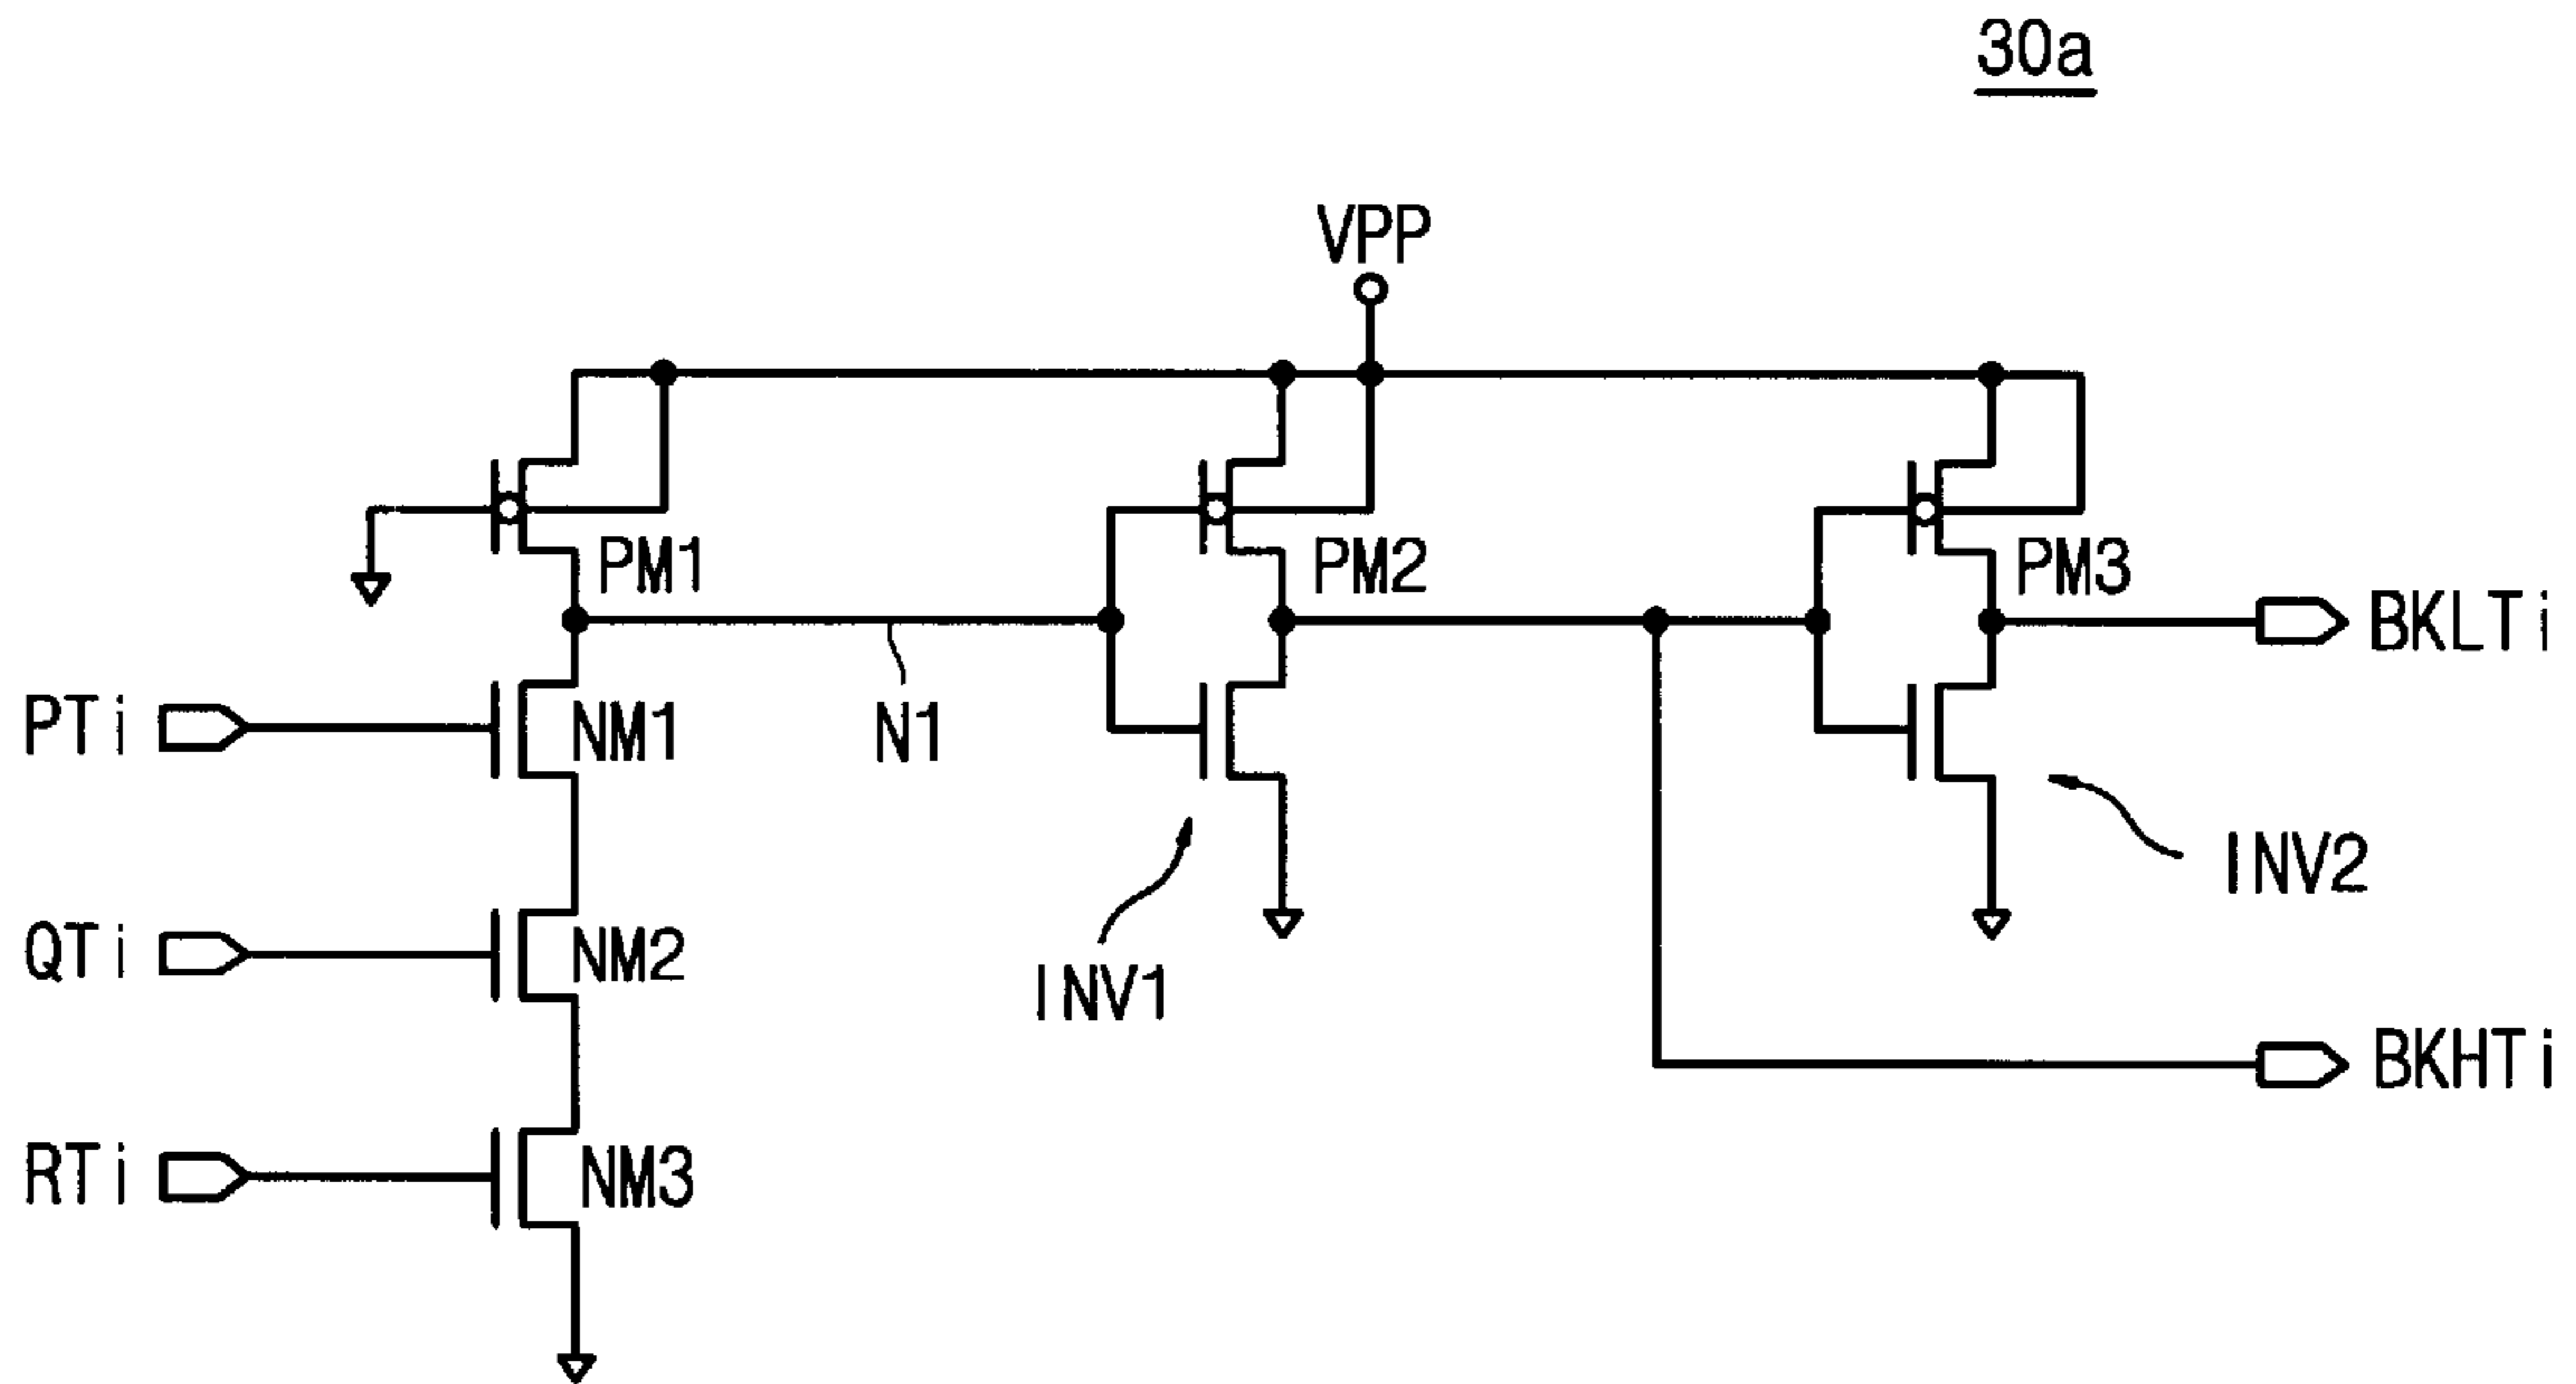 30a
VPP
PM1
PM2
PM3
BKLTi
PTi
NM1
N1
INV2
QTi
NM2
INV1
BKHTi
RTi
NM3